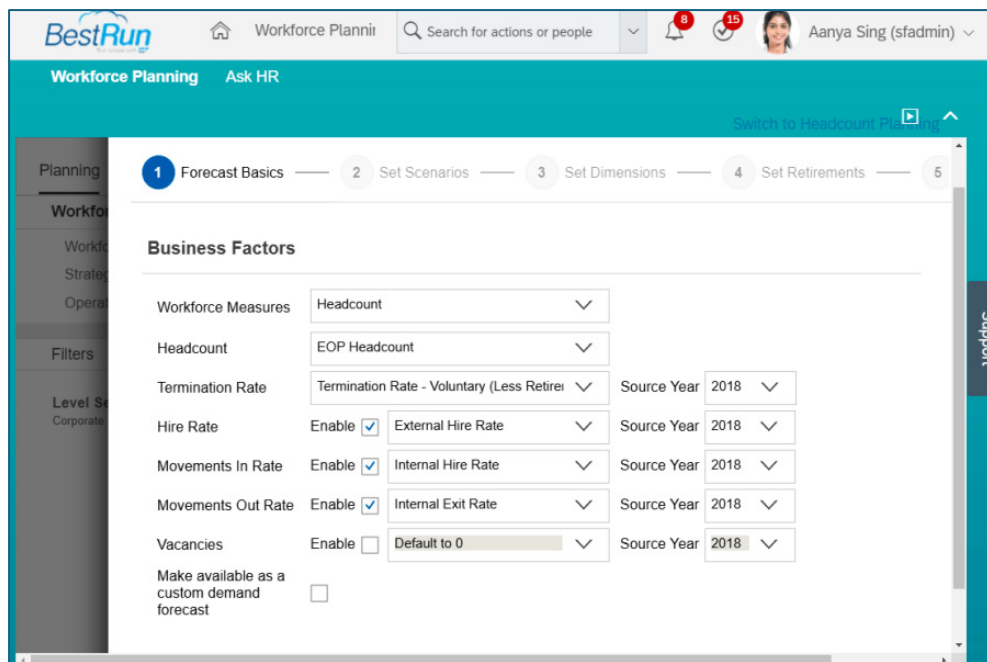 BestRun
Workforce Plannir
Search for actions or people
8
15
Aanya Sing (sfadmin)
Workforce Planning Ask HR
Switch to Headcount Planning
Planning
1 Forecast Basics 2 Set Scenarios 3 Set Dimensions 4 Set Retirements 5
Workfor
Workfo
Strateg
Operat
Business Factors
Workforce Measures Headcount
Headcount EOP Headcount
Filters
Termination Rate Termination Rate - Voluntary (Less Retirer Source Year 2018
Level Se
Corporate
Hire Rate Enable External Hire Rate Source Year 2018
Movements In Rate Enable Internal Hire Rate Source Year 2018
Movements Out Rate Enable Internal Exit Rate Source Year 2018
Vacancies Enable Default to 0 Source Year 2018
Make available as a
custom demand
forecast
Support